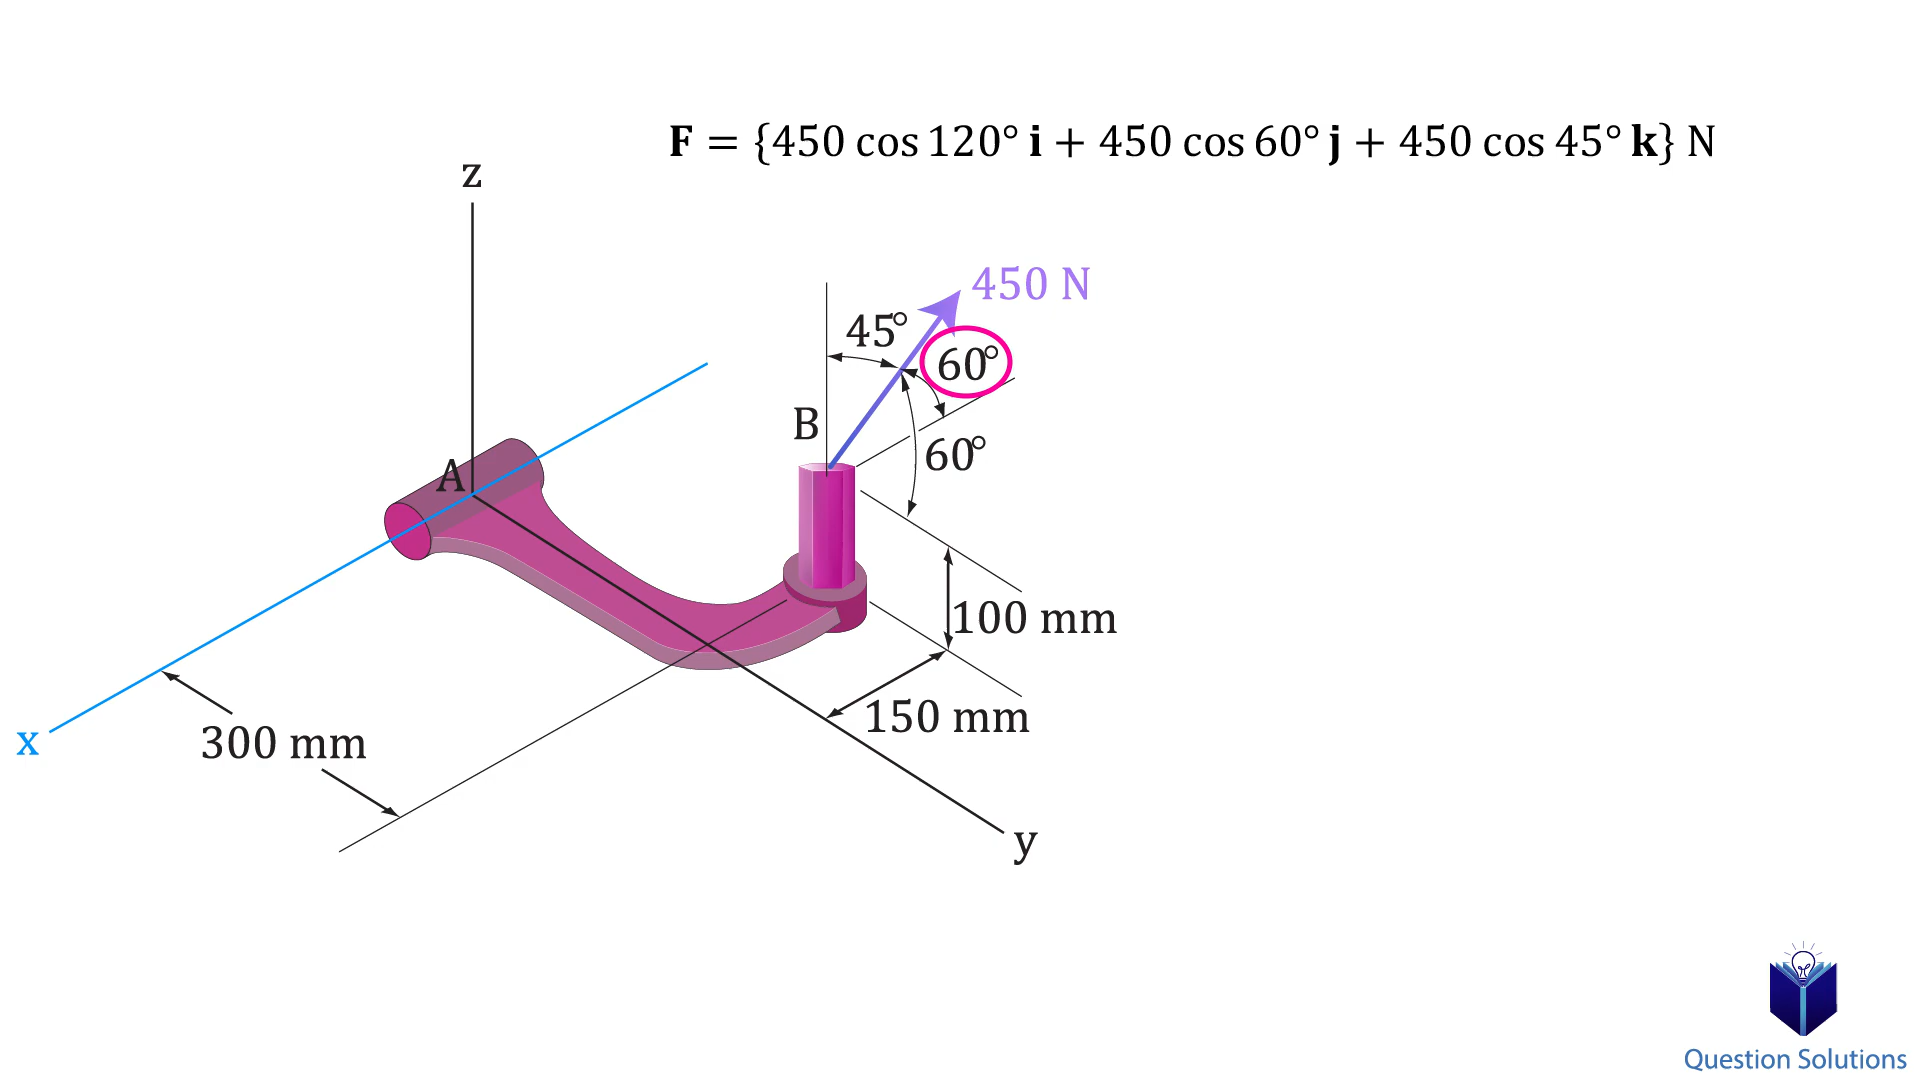 𝐅 = {450 cos 120° 𝐢 + 450 cos 60° 𝐣 + 450 cos 45° 𝐤} N
z
450 N
45°
60°
B
60°
A
100 mm
150 mm
x
300 mm
y
Question Solutions